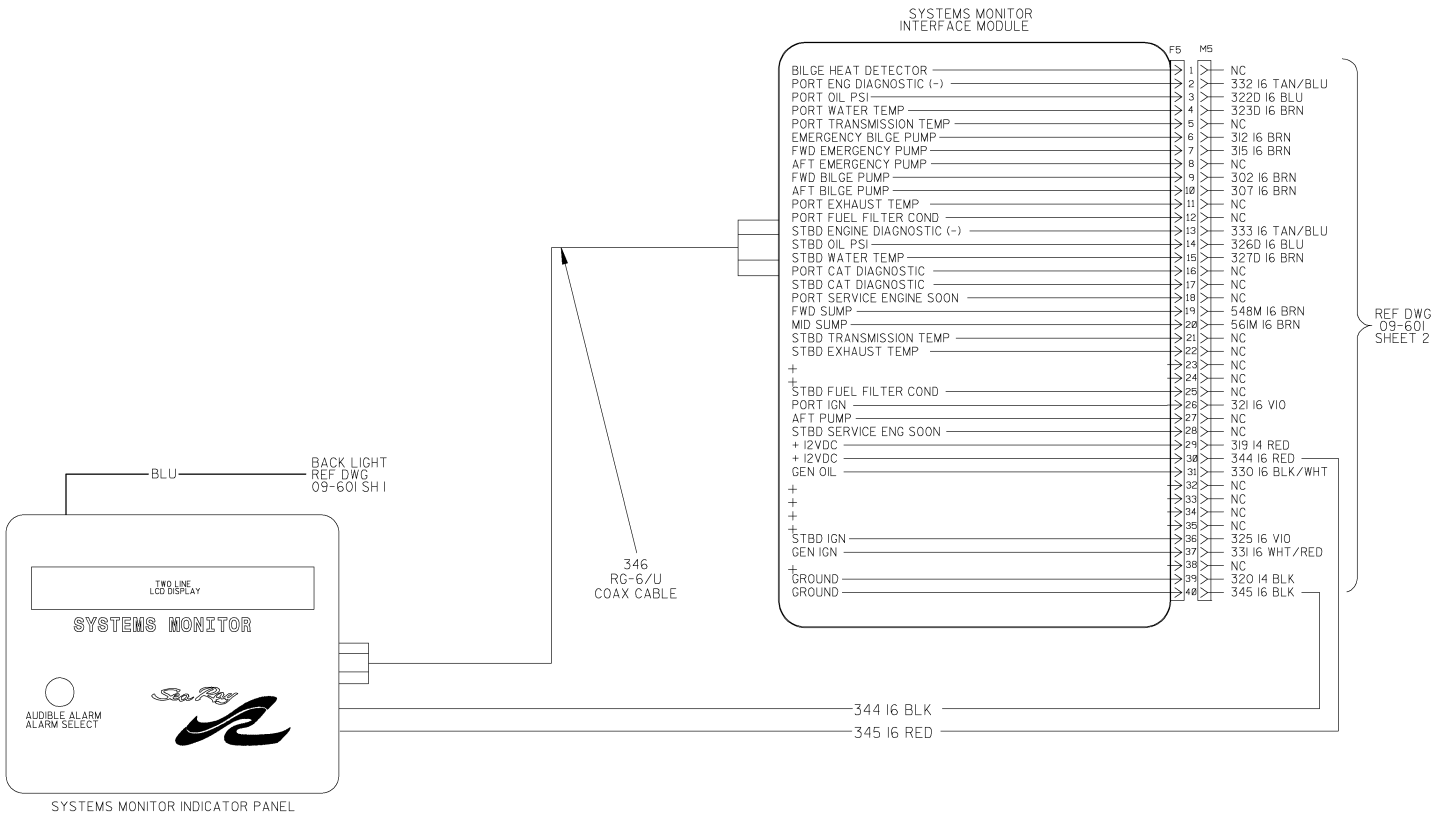 SYSTEMS MONITOR
INTERFACE MODULE
F5 M5
BILGE HEAT DETECTOR 1 NC
PORT ENG DIAGNOSTIC (-) 2 332 16 TAN/BLU
PORT OIL PSI 3 322D 16 BLU
PORT WATER TEMP 4 323D 16 BRN
PORT TRANSMISSION TEMP 5 NC
EMERGENCY BILGE PUMP 6 312 16 BRN
FWD EMERGENCY PUMP 7 315 16 BRN
AFT EMERGENCY PUMP 8 NC
FWD BILGE PUMP 9 302 16 BRN
AFT BILGE PUMP 10 307 16 BRN
PORT EXHAUST TEMP 11 NC
PORT FUEL FILTER COND 12 NC
STBD ENGINE DIAGNOSTIC (-) 13 333 16 TAN/BLU
STBD OIL PSI 14 326D 16 BLU
STBD WATER TEMP 15 327D 16 BRN
PORT CAT DIAGNOSTIC 16 NC
STBD CAT DIAGNOSTIC 17 NC
PORT SERVICE ENGINE SOON 18 NC
FWD SUMP 19 548M 16 BRN
MID SUMP 20 561M 16 BRN
STBD TRANSMISSION TEMP 21 NC
STBD EXHAUST TEMP 22 NC
+ 23 NC
+ 24 NC
STBD FUEL FILTER COND 25 NC
PORT IGN 26 321 16 VIO
AFT PUMP 27 NC
STBD SERVICE ENG SOON 28 NC
+ 12VDC 29 319 14 RED
+ 12VDC 30 344 16 RED
GEN OIL 31 330 16 BLK/WHT
+ 32 NC
+ 33 NC
+ 34 NC
+ 35 NC
STBD IGN 36 325 16 VIO
GEN IGN 37 331 16 WHT/RED
+ 38 NC
GROUND 39 320 14 BLK
GROUND 40 345 16 BLK
REF DWG
09-601
SHEET 2
346
RG-6/U
COAX CABLE
BLU
BACK LIGHT
REF DWG
09-601 SH 1
TWO LINE
LCD DISPLAY
SYSTEMS MONITOR
Sea Ray
AUDIBLE ALARM
ALARM SELECT
344 16 BLK
345 16 RED
SYSTEMS MONITOR INDICATOR PANEL